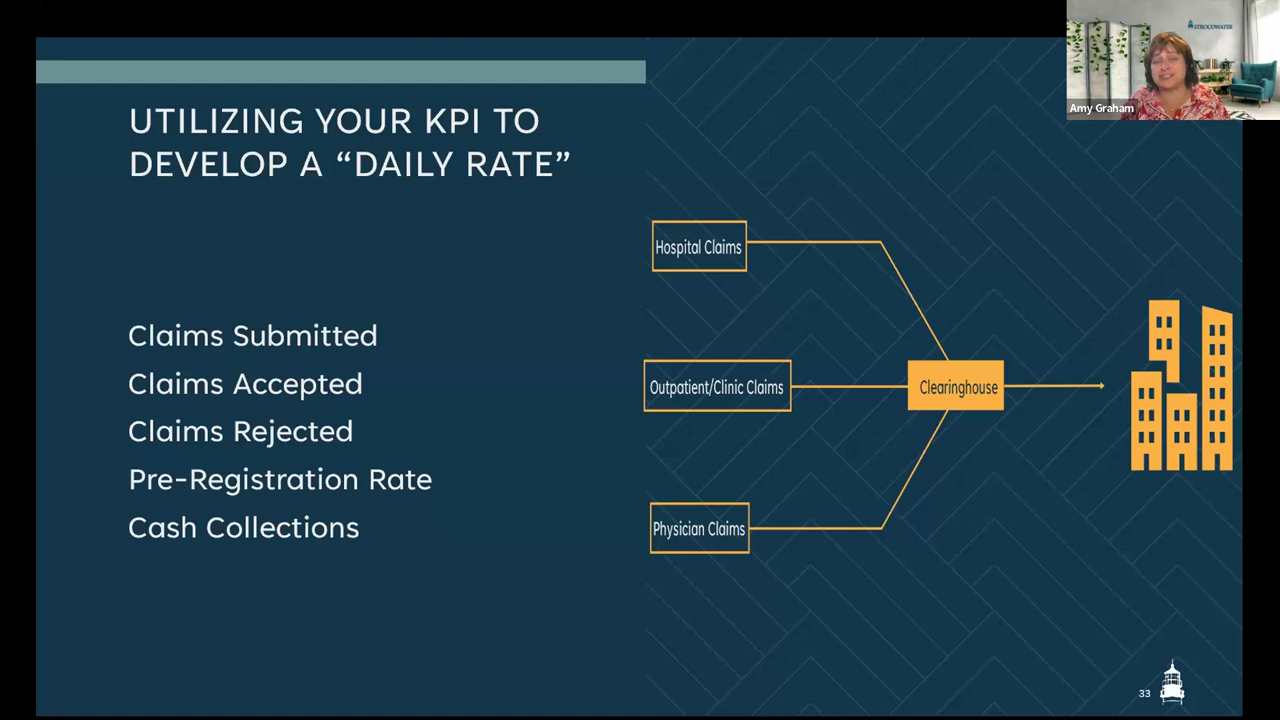 STROUDWATER
Amy Graham
UTILIZING YOUR KPI TO
DEVELOP A “DAILY RATE”
Claims Submitted
Claims Accepted
Claims Rejected
Pre-Registration Rate
Cash Collections
Hospital Claims
Outpatient/Clinic Claims
Clearinghouse
Physician Claims
33